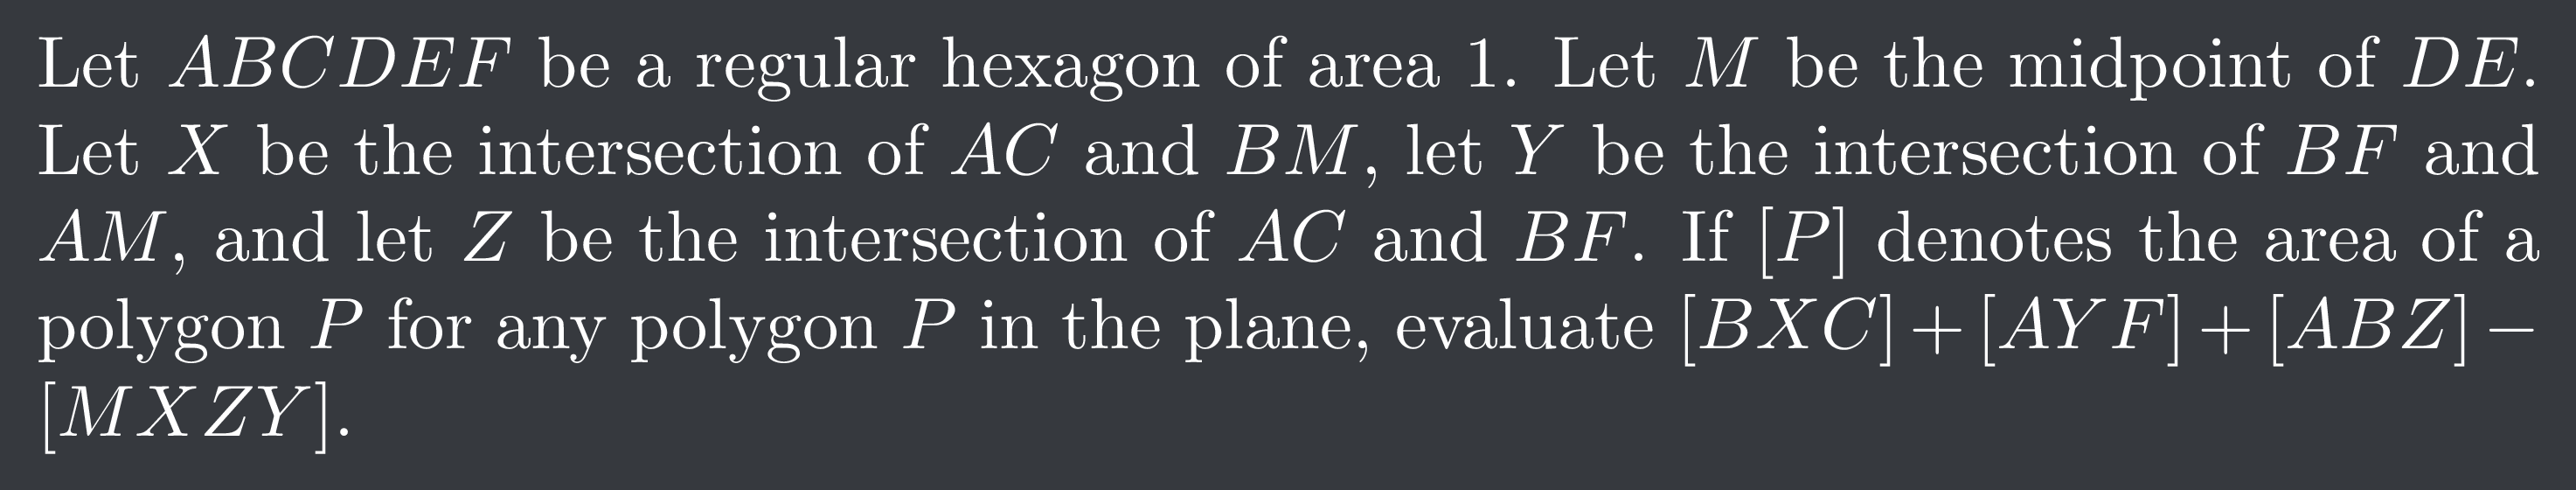 Let ABCDEF be a regular hexagon of area 1. Let M be the midpoint of DE.
Let X be the intersection of AC and BM, let Y be the intersection of BF and
AM, and let Z be the intersection of AC and BF. If [P] denotes the area of a
polygon P for any polygon P in the plane, evaluate [BXC]+[AYF]+[ABZ]−
[MXZY].